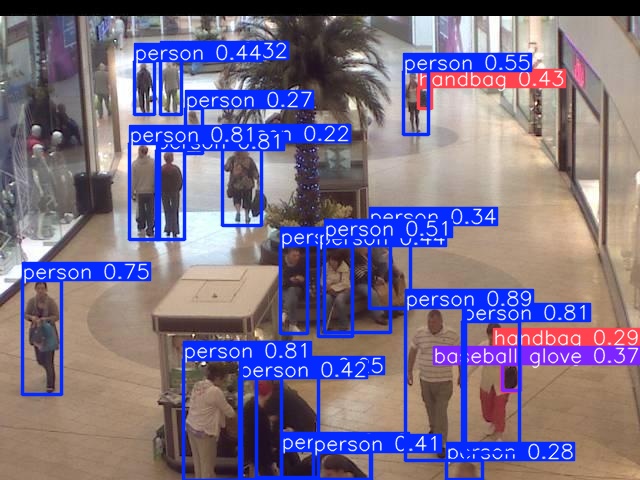 person 0.4432
person 0.55
handbag 0.43
person 0.27
person 0.81
0.22
0.81
person 0.34
person 0.51
0.44
person 0.75
person 0.89
person 0.81
handbag 0.29
baseball glove 0.37
person 0.81
person 0.42
person 0.41
person 0.28